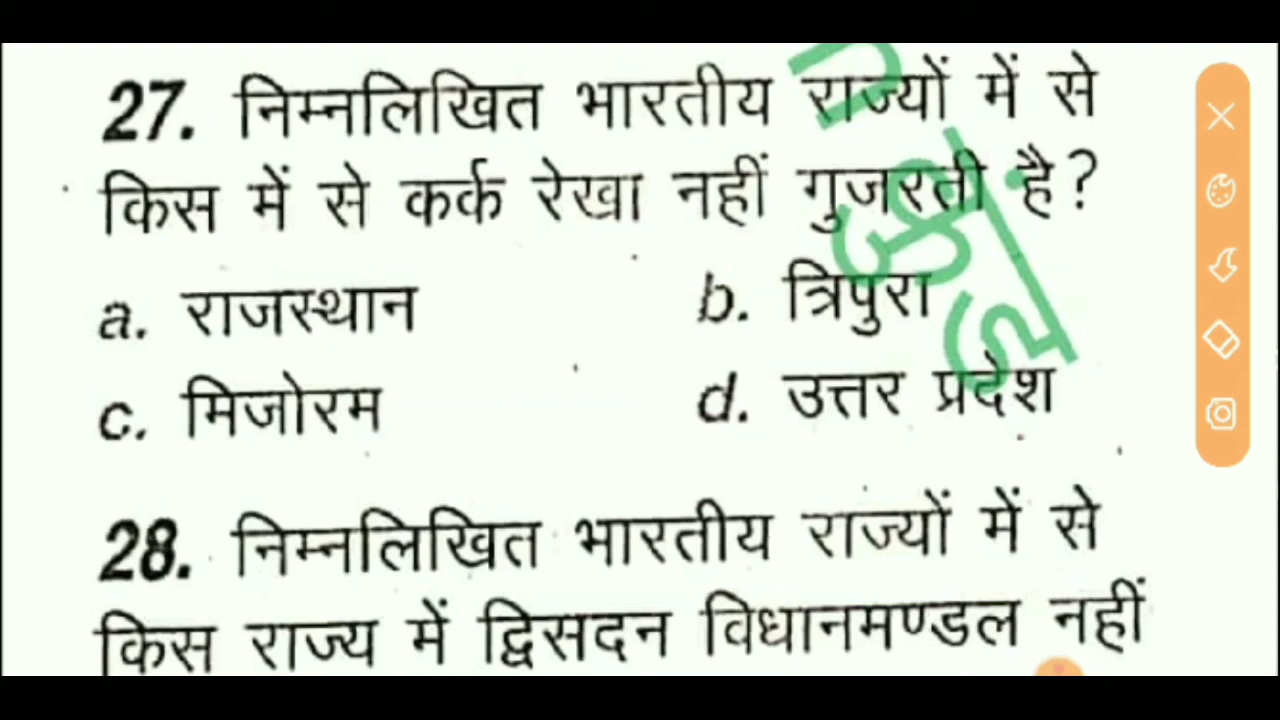 27. निम्नलिखित भारतीय राज्यों में से
किस में से कर्क रेखा नहीं गुजरती है?
a. राजस्थान b. त्रिपुरा
c. मिजोरम d. उत्तर प्रदेश
28. निम्नलिखित भारतीय राज्यों में से
किस राज्य में द्विसदन विधानमण्डल नहीं